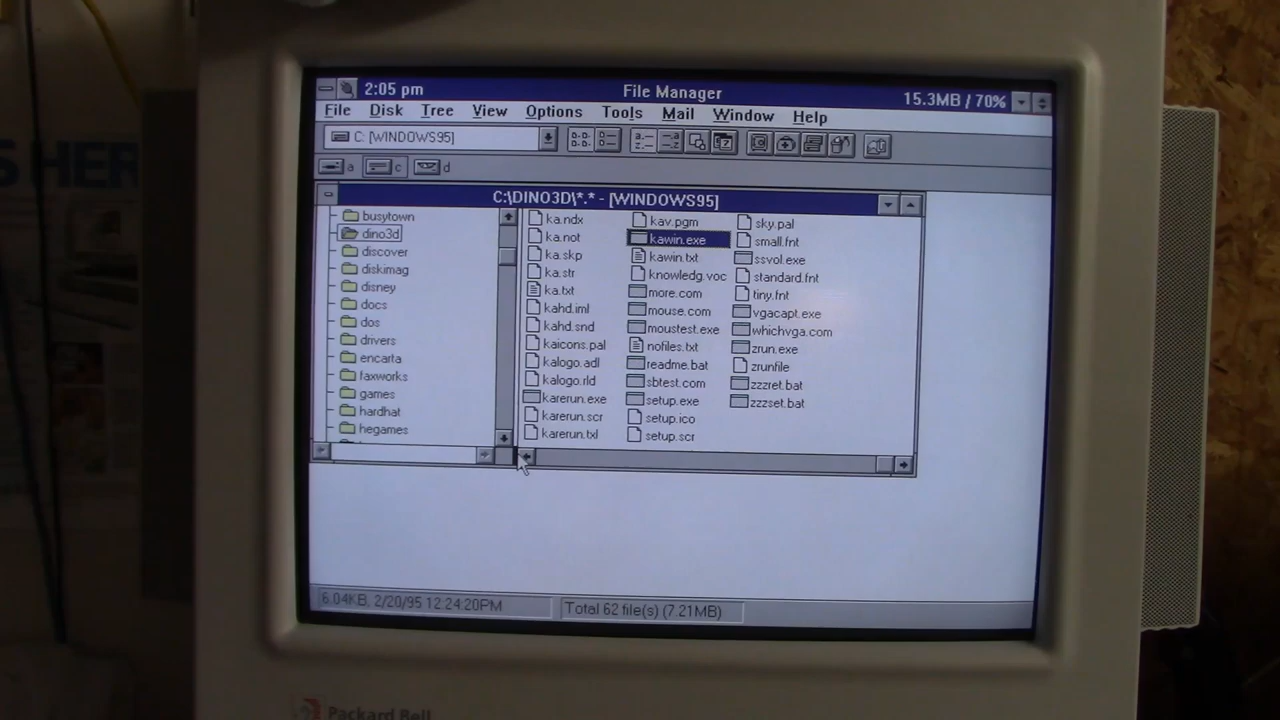 S HER
2:05 pm File Manager 15.3MB / 70%
File Disk Tree View Options Tools Mail Window Help
C: [WINDOWS95]
a c d
C:\DINO3D\*.* - [WINDOWS95]
busytown
dino3d
discover
diskimag
disney
docs
dos
drivers
encarta
faxworks
games
hardhat
hegames
ka.ndx
ka.not
ka.skp
ka.str
ka.txt
kahd.iml
kahd.snd
kaicons.pal
kalogo.adl
kalogo.rld
karerun.exe
karerun.scr
karerun.txl
kav.pgm
kawin.exe
kawin.txt
knowledg.voc
more.com
mouse.com
moustest.exe
nofiles.txt
readme.bat
sbtest.com
setup.exe
setup.ico
setup.scr
sky.pal
small.fnt
ssvol.exe
standard.fnt
tiny.fnt
vgacapt.exe
whichvga.com
zrun.exe
zrunfile
zzzret.bat
zzzset.bat
6.04KB, 2/20/95 12:24:20PM
Total 62 file(s) (7.21MB)
Packard Bell